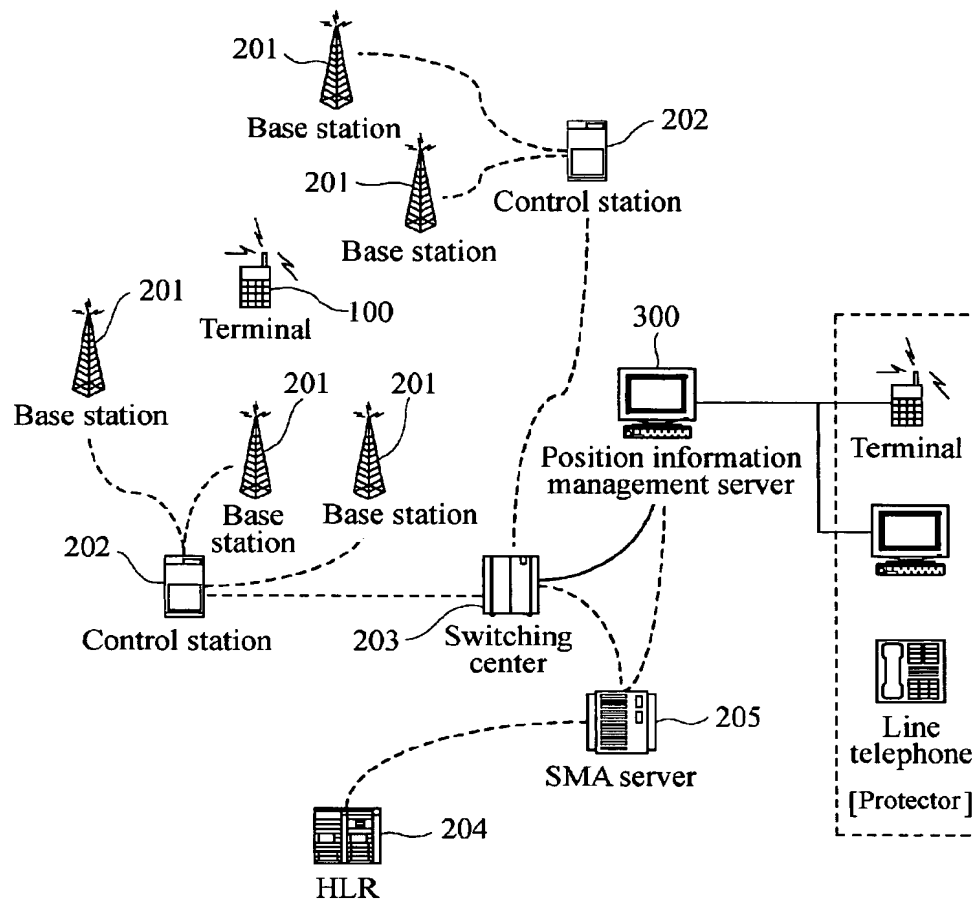 201
Base station
202
201
Control station
Base station
201
100
Terminal
300
Base station
201
201
Terminal
Position information
management server
Base
station
Base station
202
Control station
203
Switching
center
205
Line
telephone
SMA server
[Protector]
204
HLR